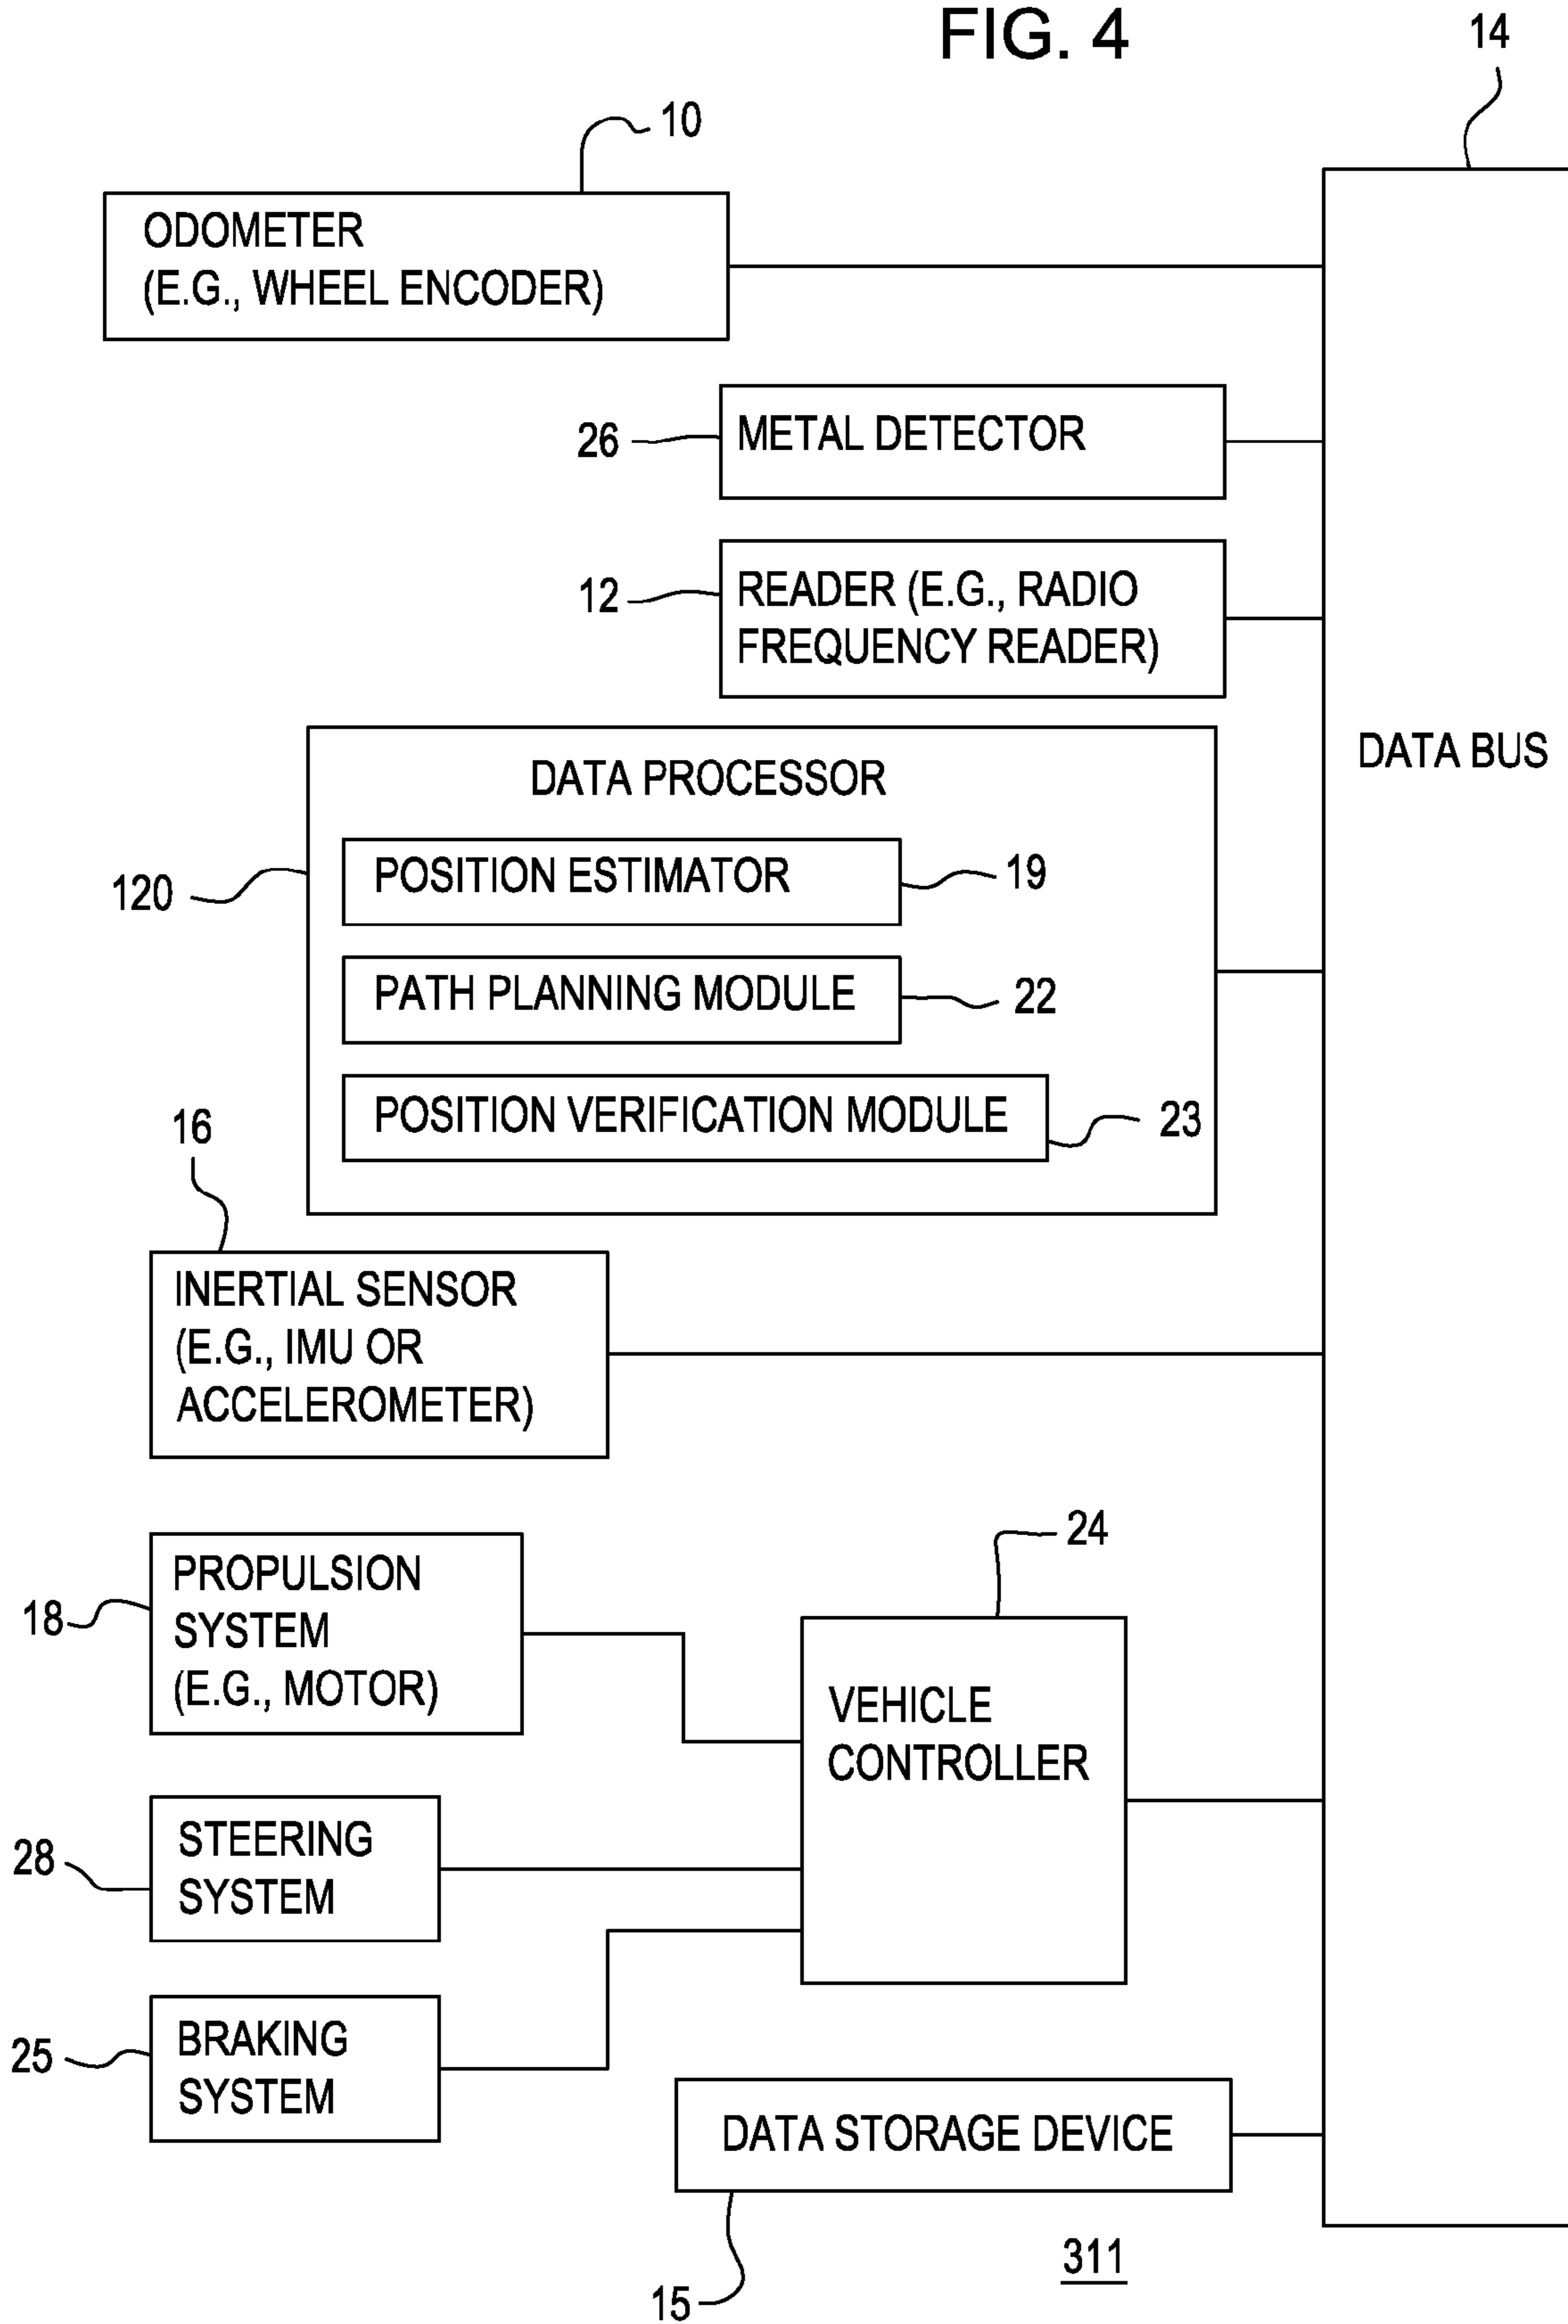 FIG. 4
14
10
ODOMETER
(E.G., WHEEL ENCODER)
26
METAL DETECTOR
12
READER (E.G., RADIO
FREQUENCY READER)
DATA BUS
DATA PROCESSOR
120
POSITION ESTIMATOR
19
PATH PLANNING MODULE
22
POSITION VERIFICATION MODULE
23
16
INERTIAL SENSOR
(E.G., IMU OR
ACCELEROMETER)
24
18
PROPULSION
SYSTEM
(E.G., MOTOR)
VEHICLE
CONTROLLER
28
STEERING
SYSTEM
25
BRAKING
SYSTEM
DATA STORAGE DEVICE
15
311